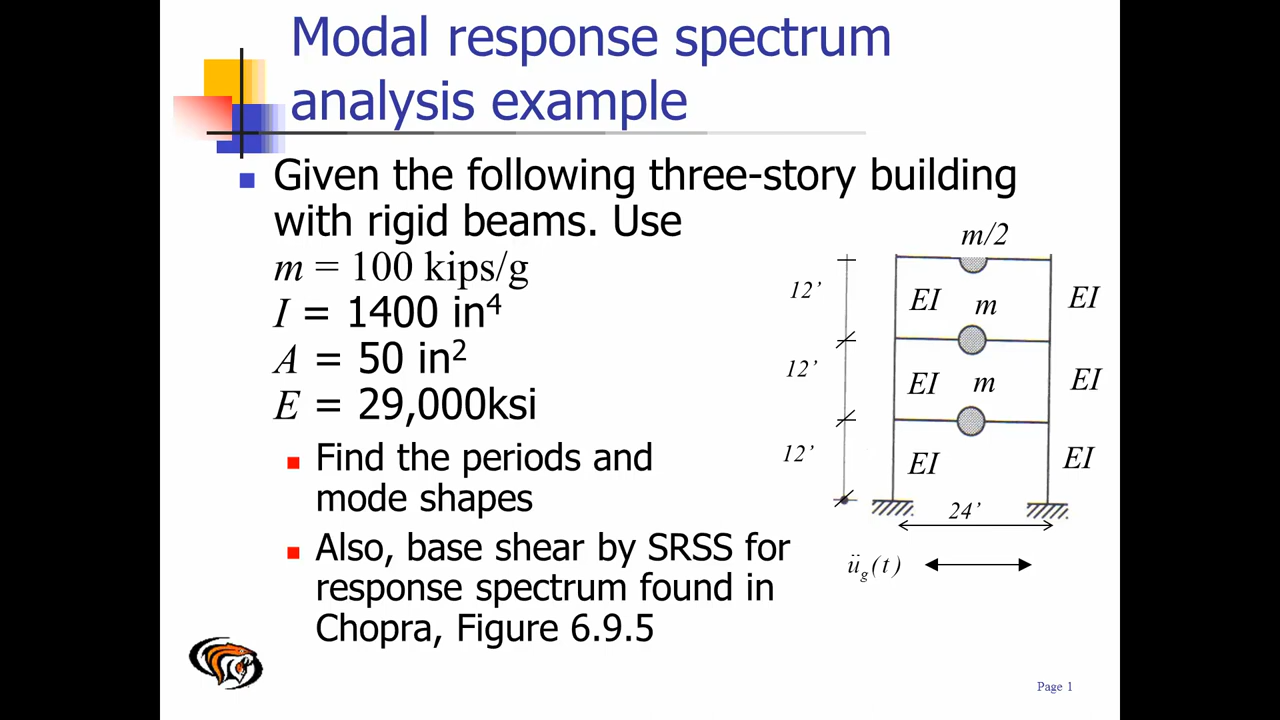 Modal response spectrum
analysis example
Given the following three-story building
with rigid beams. Use
m = 100 kips/g
I = 1400 in⁴
A = 50 in²
E = 29,000ksi
Find the periods and
mode shapes
Also, base shear by SRSS for
response spectrum found in
Chopra, Figure 6.9.5
m/2
12’
EI
m
EI
12’
EI
m
EI
12’
EI
EI
24’
ü_g(t)
Page 1